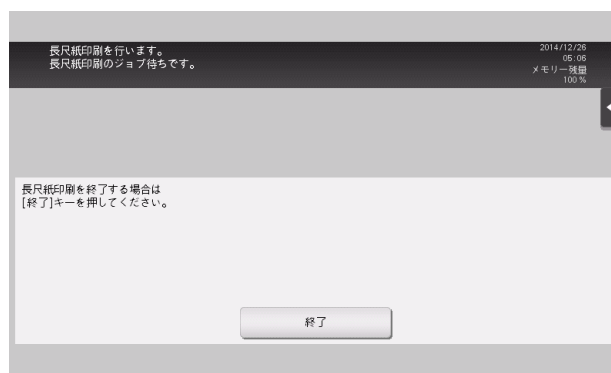 長尺紙印刷を行います。
長尺紙印刷のジョブ待ちです。
2014/12/26
05:06
メモリー残量
100 %
長尺紙印刷を終了する場合は
[終了]キーを押してください。
終了